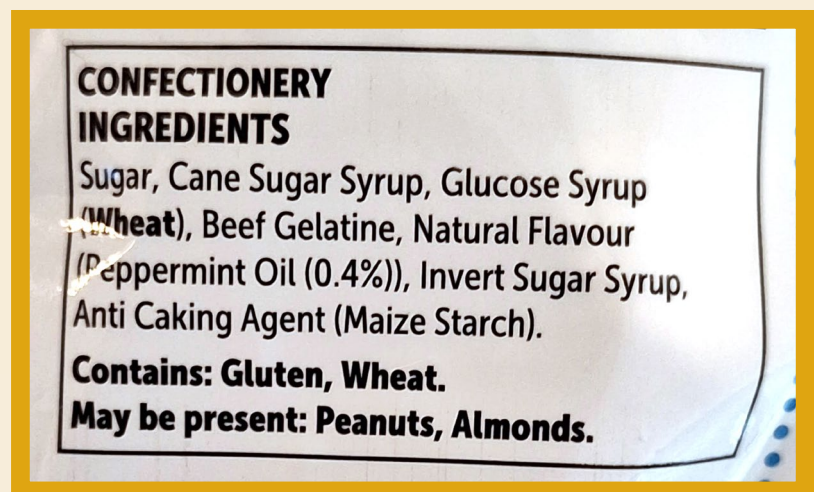 CONFECTIONERY
INGREDIENTS
Sugar, Cane Sugar Syrup, Glucose Syrup
(Wheat), Beef Gelatine, Natural Flavour
(Peppermint Oil (0.4%)), Invert Sugar Syrup,
Anti Caking Agent (Maize Starch).
Contains: Gluten, Wheat.
May be present: Peanuts, Almonds.